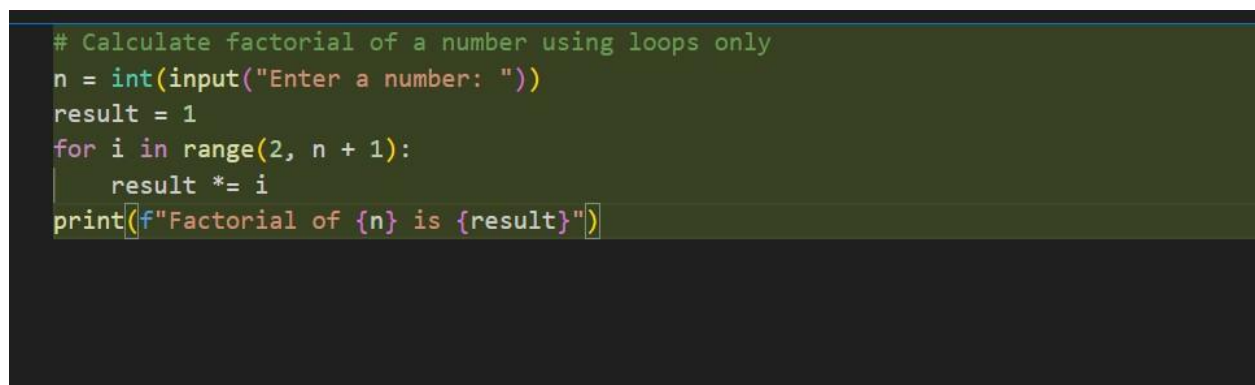 # Calculate factorial of a number using loops only
n = int(input("Enter a number: "))
result = 1
for i in range(2, n + 1):
    result *= i
print(f"Factorial of {n} is {result}")